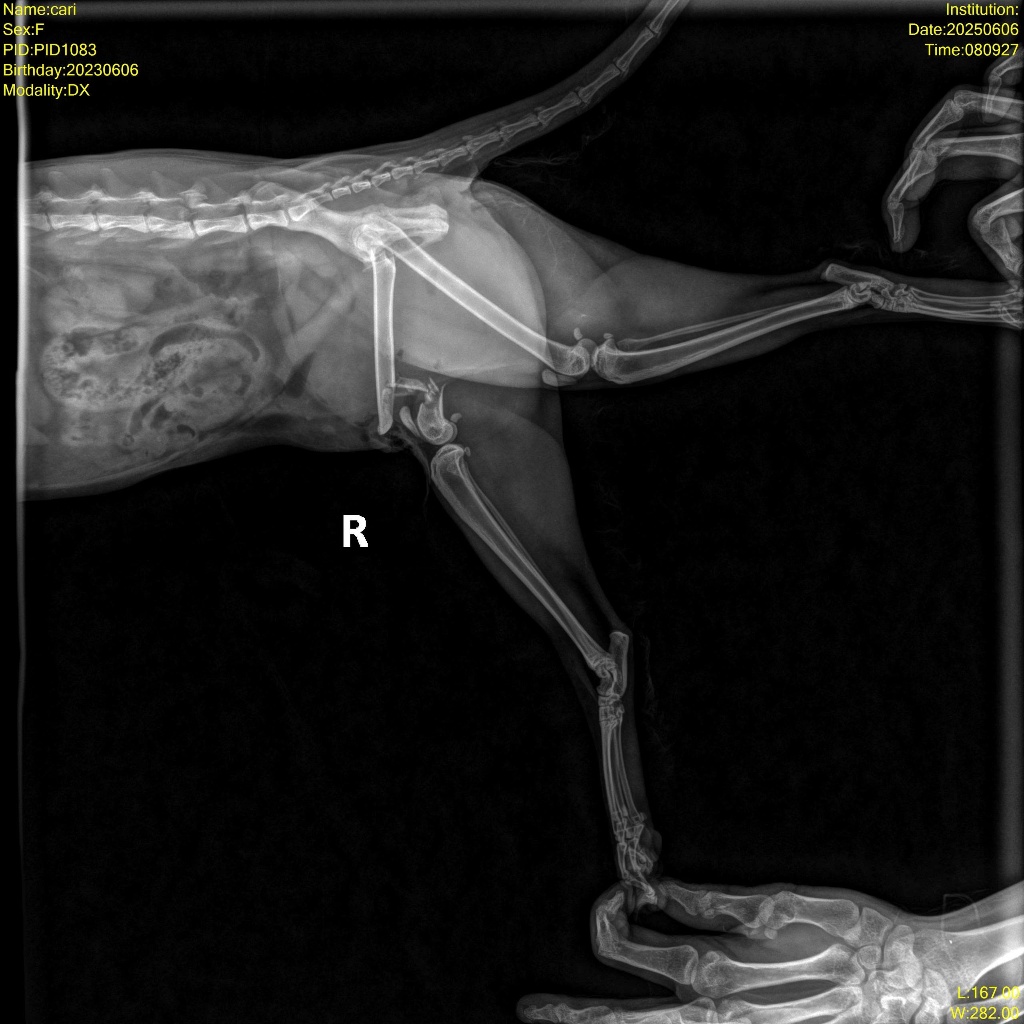 Name:cari
Sex:F
PID:PID1083
Birthday:20230606
Modality:DX
Institution:
Date:20250606
Time:080927
R
D
L:167.00
W:282.00